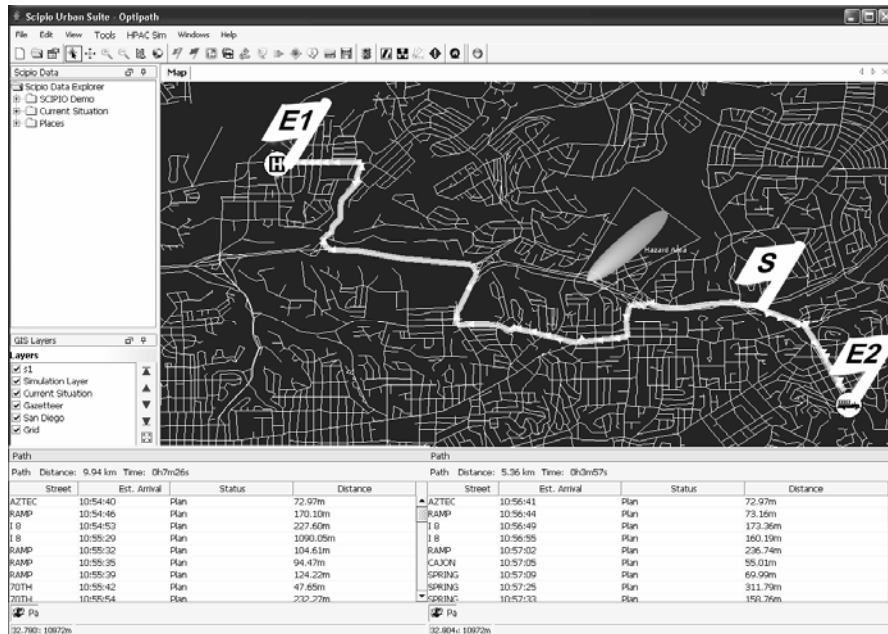 Scipio Urban Suite - Optipath
File Edit View Tools HPAC Sim Windows Help
Scipio Data
Map
Scipio Data Explorer
SCIPIO Demo
Current Situation
Places
E1
H
Hazard Area
S
E2
GIS Layers
Layers
s1
Simulation Layer
Current Situation
Gazetteer
San Diego
Grid
Path
Path Distance: 9.94 km Time: 0h7m26s
Street Est. Arrival Status Distance
AZTEC 10:54:40 Plan 72.97m
RAMP 10:54:46 Plan 170.10m
I 8 10:54:53 Plan 227.60m
I 8 10:55:29 Plan 1090.05m
RAMP 10:55:32 Plan 104.61m
RAMP 10:55:35 Plan 94.47m
RAMP 10:55:39 Plan 124.22m
70TH 10:55:42 Plan 47.65m
70TH 10:55:54 Plan 232.27m
Pa
32.780: 10872m
Path
Path Distance: 5.36 km Time: 0h3m57s
Street Est. Arrival Status Distance
AZTEC 10:56:41 Plan 72.97m
RAMP 10:56:44 Plan 73.16m
I 8 10:56:49 Plan 173.36m
I 8 10:56:55 Plan 160.19m
RAMP 10:57:02 Plan 236.74m
CAJON 10:57:05 Plan 55.01m
SPRING 10:57:09 Plan 69.99m
SPRING 10:57:25 Plan 311.79m
SPRING 10:57:33 Plan 158.76m
Pa
32.804: 10872m